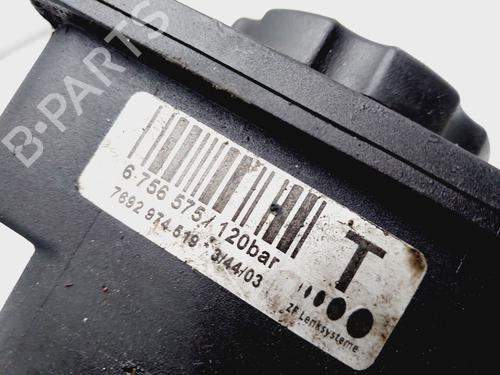 B-PARTS
6 756 575 / 120bar
7692 974 519 - 3/44/03
T
ZF Lenksysteme